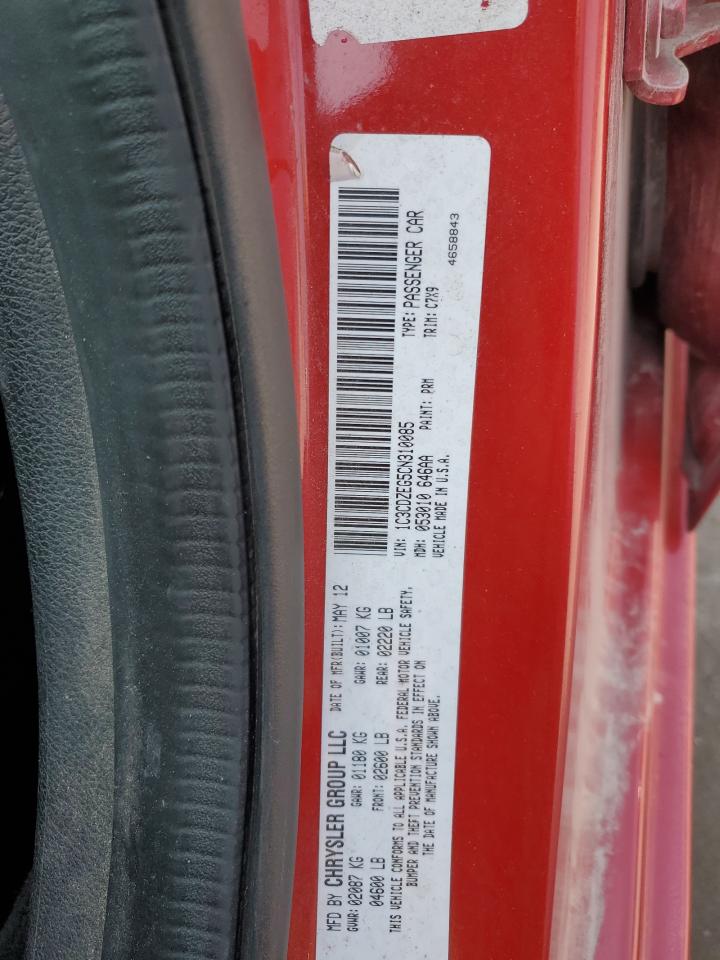 MFD BY CHRYSLER GROUP LLC DATE OF MFR(BUILT): MAY 12
GVWR: 02087 KG GAWR: 01180 KG GAWR: 01007 KG
04600 LB FRONT: 02600 LB REAR: 02220 LB
THIS VEHICLE CONFORMS TO ALL APPLICABLE U.S.A. FEDERAL MOTOR VEHICLE SAFETY,
BUMPER AND THEFT PREVENTION STANDARDS IN EFFECT ON
THE DATE OF MANUFACTURE SHOWN ABOVE.
VIN: 1C3CDZEG5CN310085 TYPE: PASSENGER CAR
MDH: 053010 646AA PAINT: PRM TRIM: C7X9
VEHICLE MADE IN U.S.A. 4658843